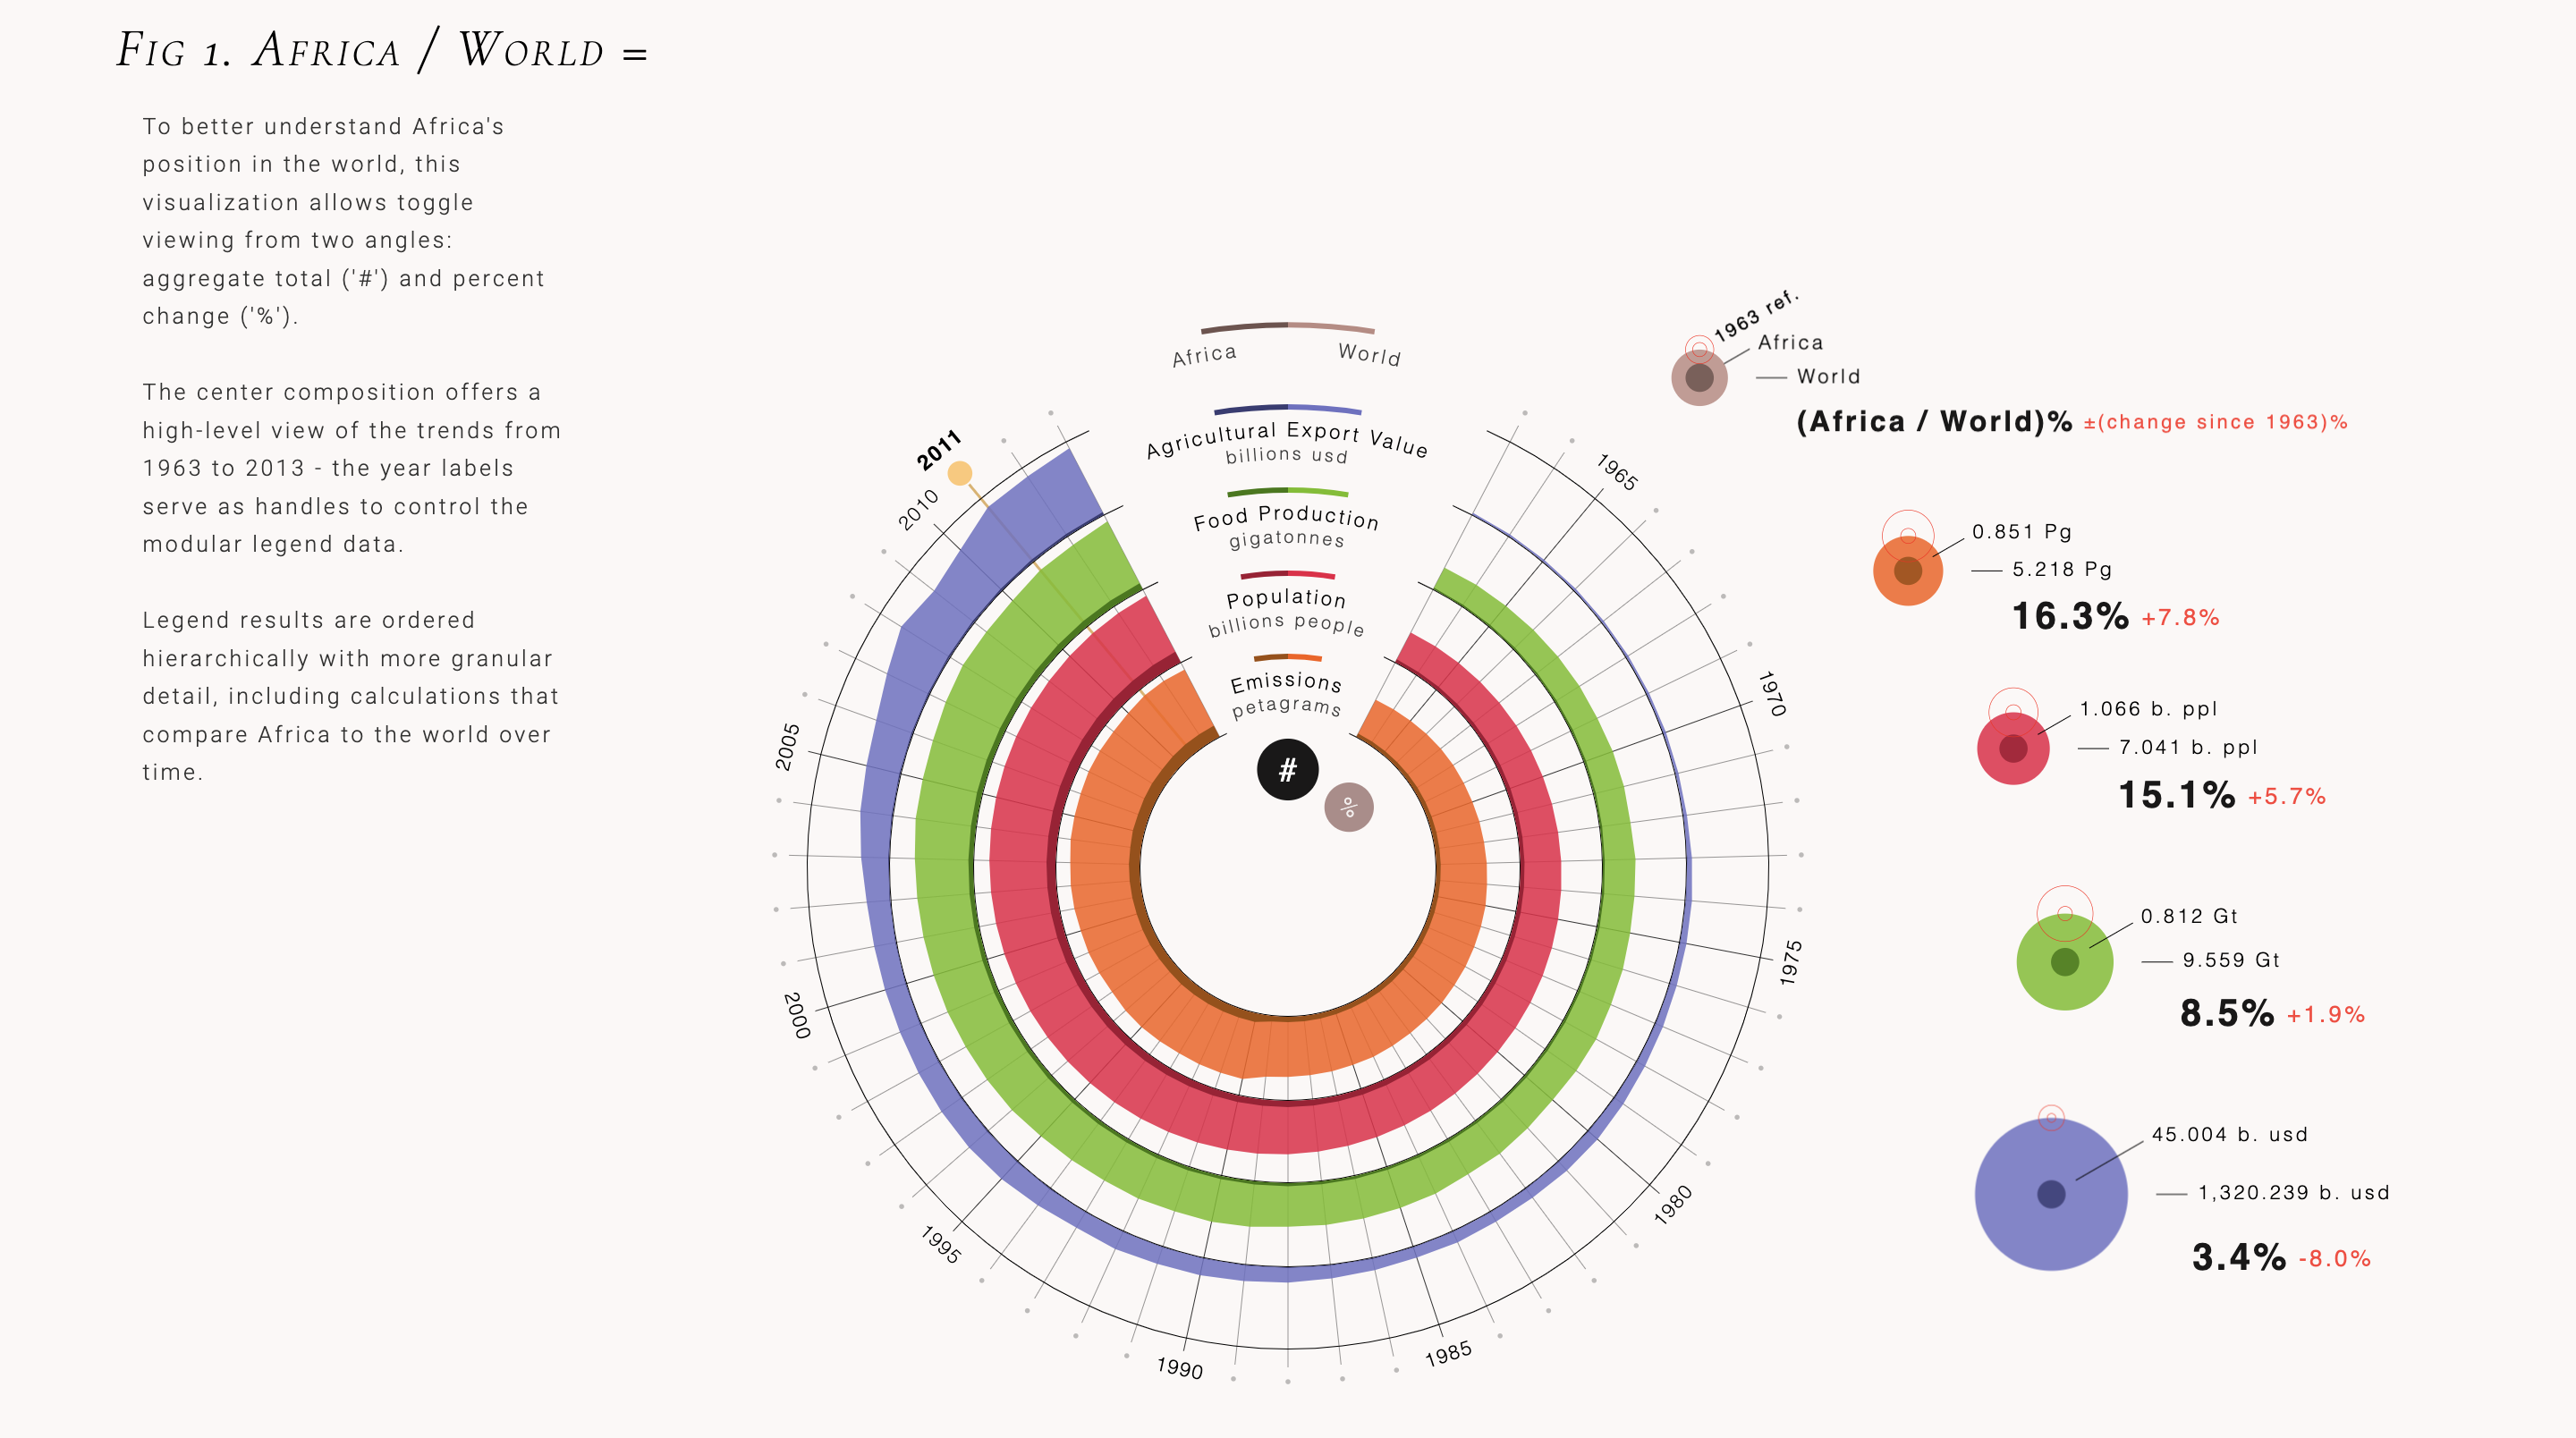 Fig 1. Africa / World =
To better understand Africa's
position in the world, this
visualization allows toggle
viewing from two angles:
aggregate total ('#') and percent
change ('%').
The center composition offers a
high-level view of the trends from
1963 to 2013 - the year labels
serve as handles to control the
modular legend data.
Legend results are ordered
hierarchically with more granular
detail, including calculations that
compare Africa to the world over
time.
Africa World
Agricultural Export Value
billions usd
Food Production
gigatonnes
Population
billions people
Emissions
petagrams
#
%
1965
1970
1975
1980
1985
1990
1995
2000
2005
2010
2011
1963 ref.
Africa
World
(Africa / World)% ±(change since 1963)%
0.851 Pg
5.218 Pg
16.3% +7.8%
1.066 b. ppl
7.041 b. ppl
15.1% +5.7%
0.812 Gt
9.559 Gt
8.5% +1.9%
45.004 b. usd
1,320.239 b. usd
3.4% -8.0%